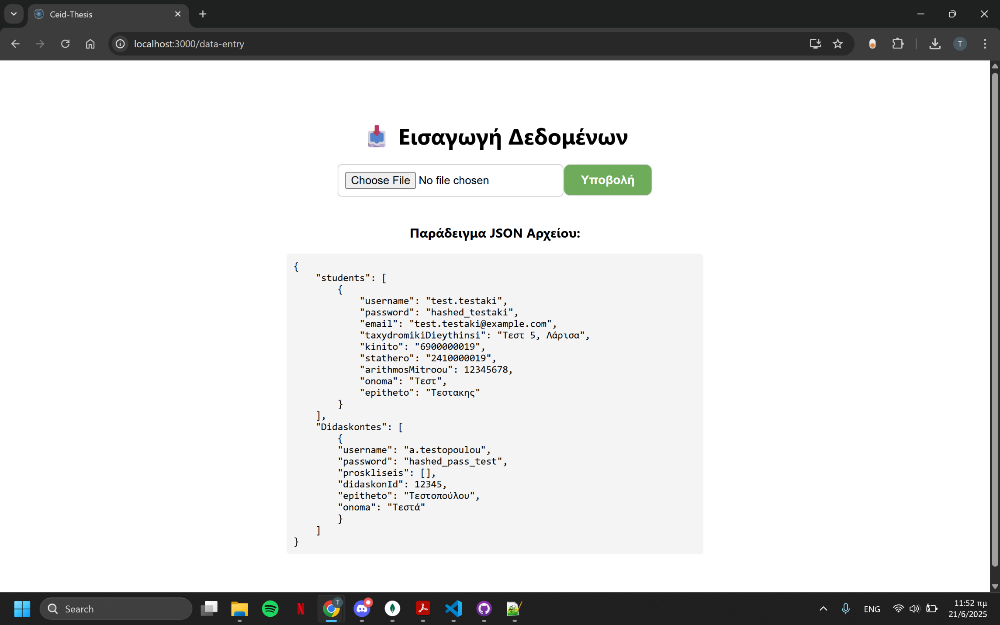 Ceid-Thesis
localhost:3000/data-entry
T
Εισαγωγή Δεδομένων
Choose File No file chosen
Υποβολή
Παράδειγμα JSON Αρχείου:
{
    "students": [
        {
            "username": "test.testaki",
            "password": "hashed_testaki",
            "email": "test.testaki@example.com",
            "taxydromikiDieythinsi": "Τεστ 5, Λάρισα",
            "kinito": "6900000019",
            "stathero": "2410000019",
            "arithmosMitroou": 12345678,
            "onoma": "Τεστ",
            "epitheto": "Τεστακης"
        }
    ],
    "Didaskontes": [
        {
        "username": "a.testopoulou",
        "password": "hashed_pass_test",
        "proskliseis": [],
        "didaskonId": 12345,
        "epitheto": "Τεστοπούλου",
        "onoma": "Τεστά"
        }
    ]
}
Search
N
T
ENG
11:52 πμ
21/6/2025